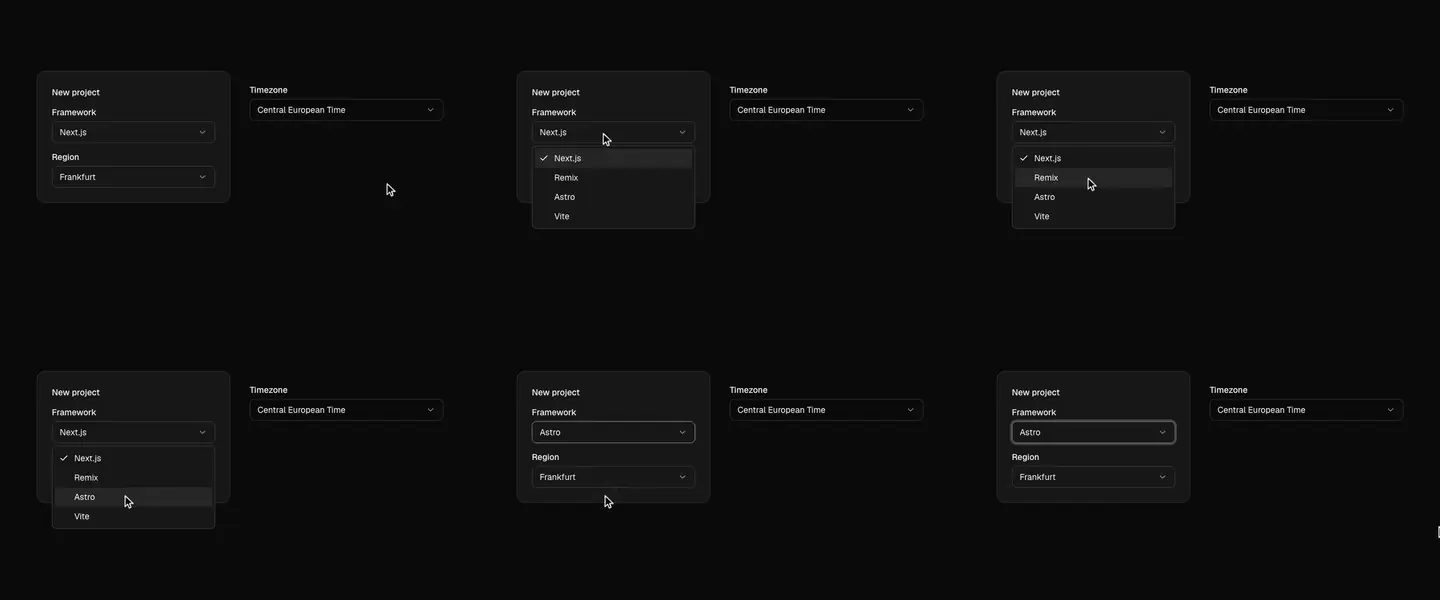 New project
Framework
Next.js
Region
Frankfurt
Timezone
Central European Time
New project
Framework
Next.js
Next.js
Remix
Astro
Vite
Timezone
Central European Time
New project
Framework
Next.js
Next.js
Remix
Astro
Vite
Timezone
Central European Time
New project
Framework
Next.js
Next.js
Remix
Astro
Vite
Timezone
Central European Time
New project
Framework
Astro
Region
Frankfurt
Timezone
Central European Time
New project
Framework
Astro
Region
Frankfurt
Timezone
Central European Time